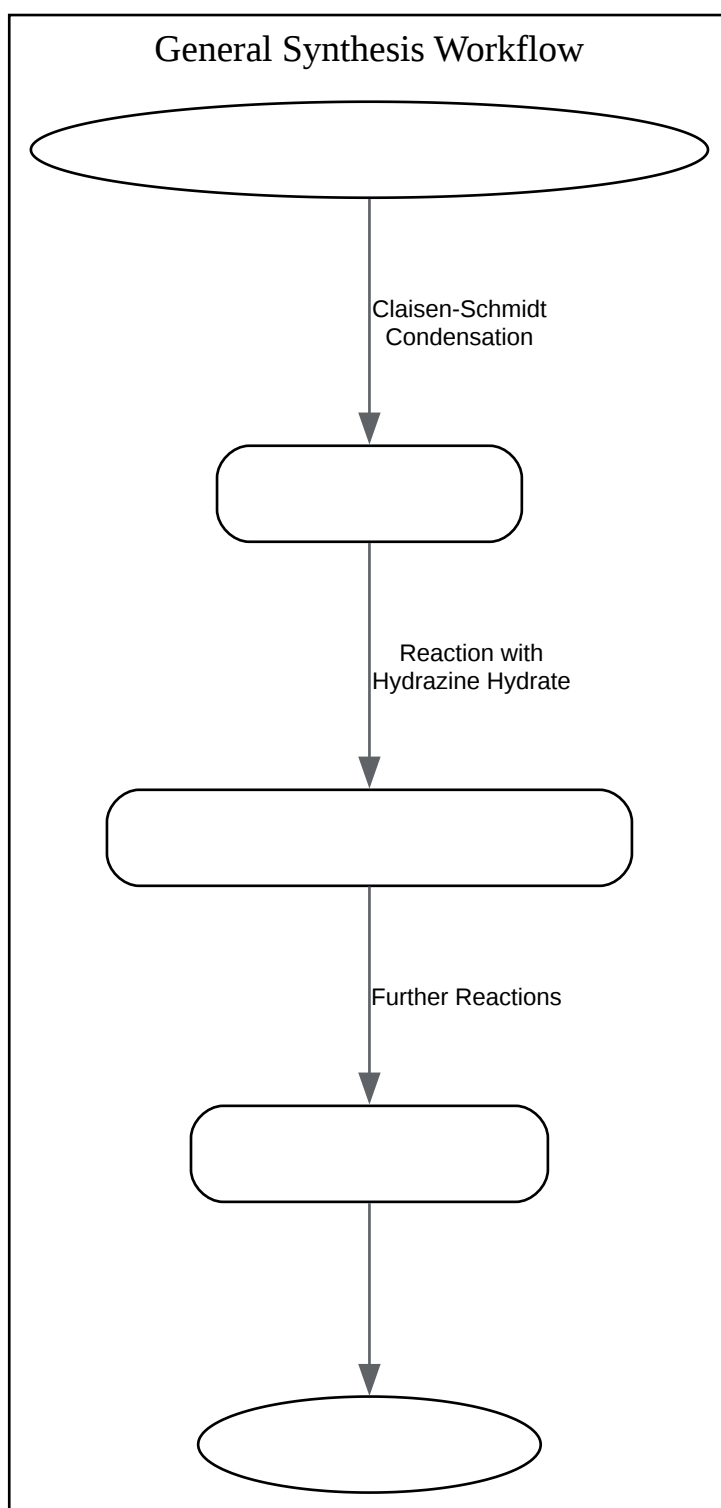 General Synthesis Workflow
Claisen-Schmidt
Condensation
Reaction with
Hydrazine Hydrate
Further Reactions